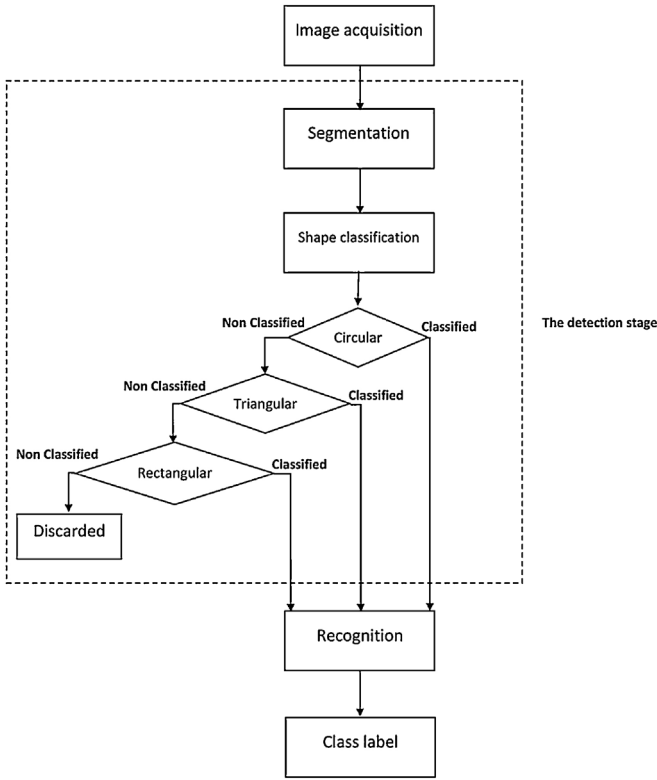 Image acquisition
Segmentation
Shape classification
Non Classified
Classified
Circular
The detection stage
Non Classified
Classified
Triangular
Non Classified
Classified
Rectangular
Discarded
Recognition
Class label